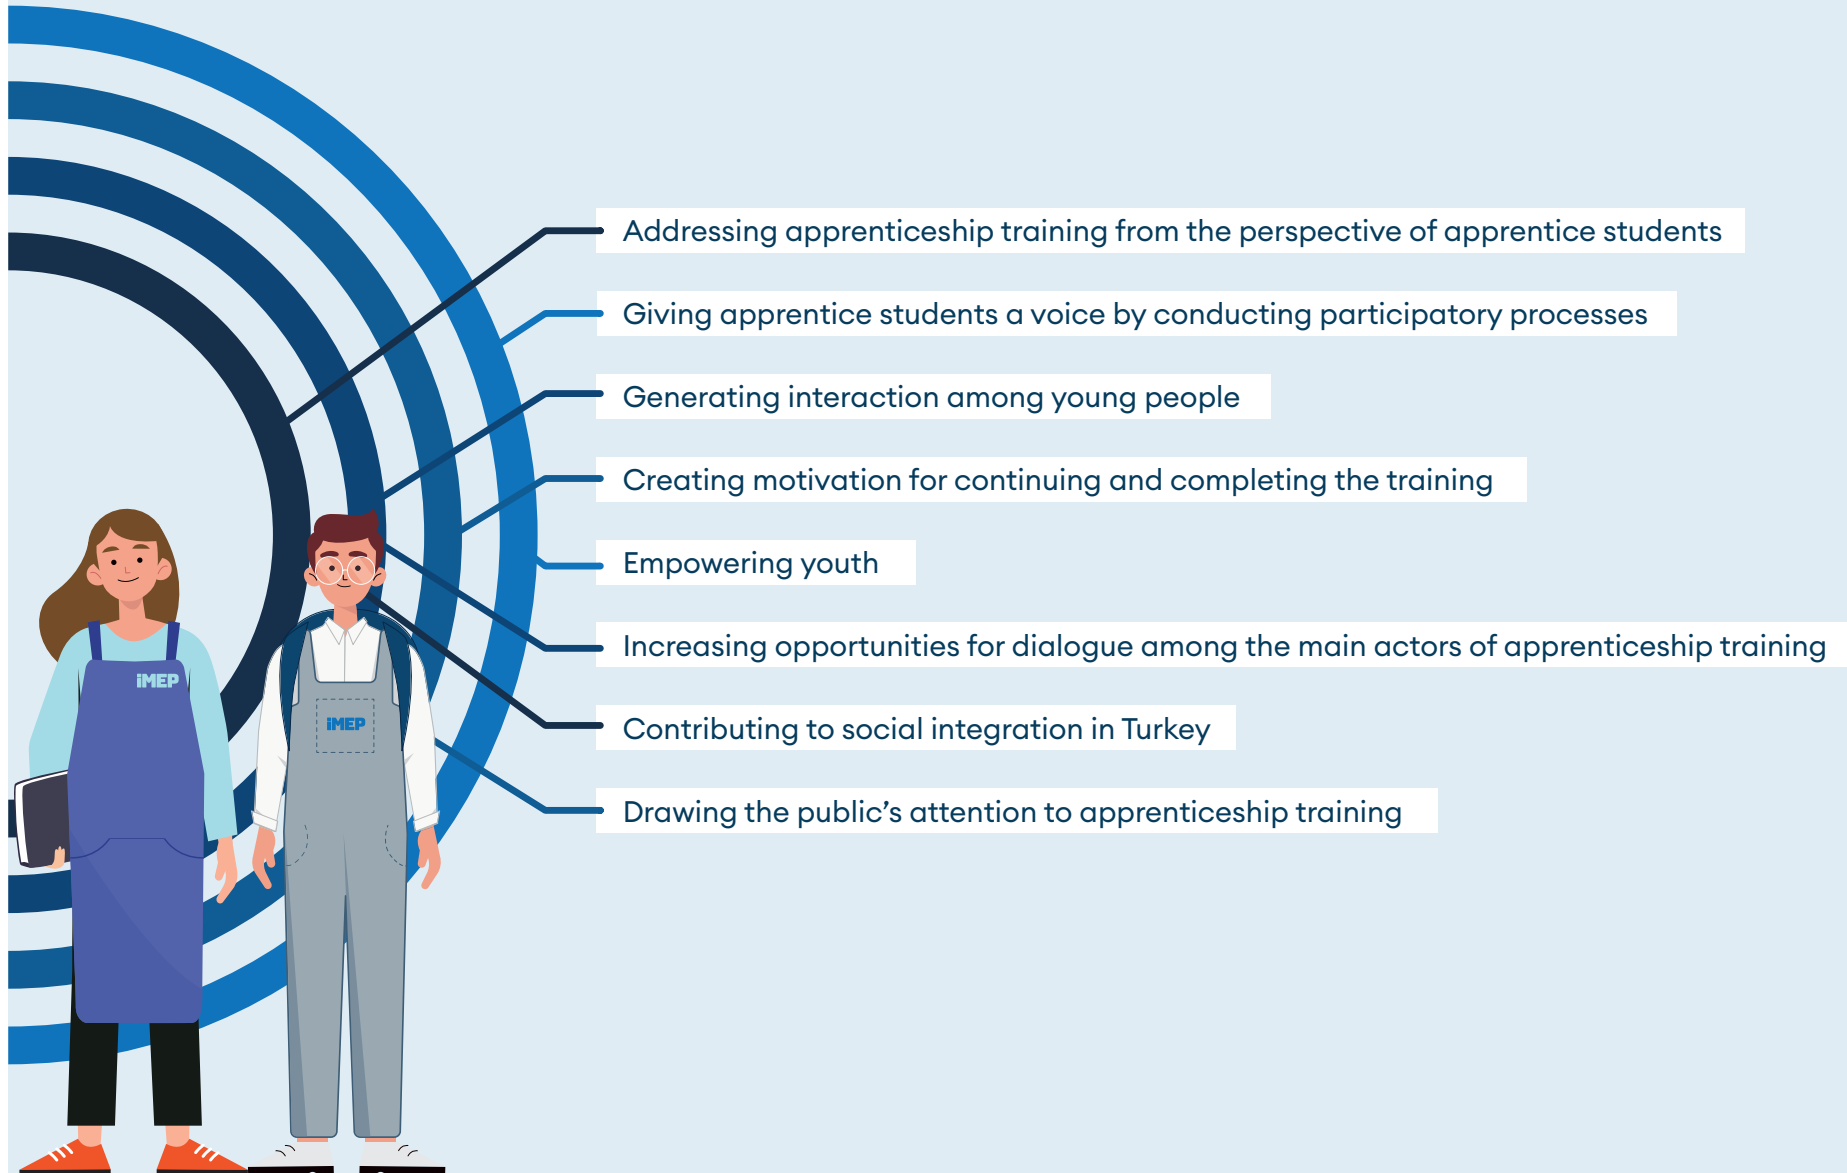 Addressing apprenticeship training from the perspective of apprentice students
Giving apprentice students a voice by conducting participatory processes
Generating interaction among young people
Creating motivation for continuing and completing the training
Empowering youth
Increasing opportunities for dialogue among the main actors of apprenticeship training
Contributing to social integration in Turkey
Drawing the public’s attention to apprenticeship training
iMEP
iMEP